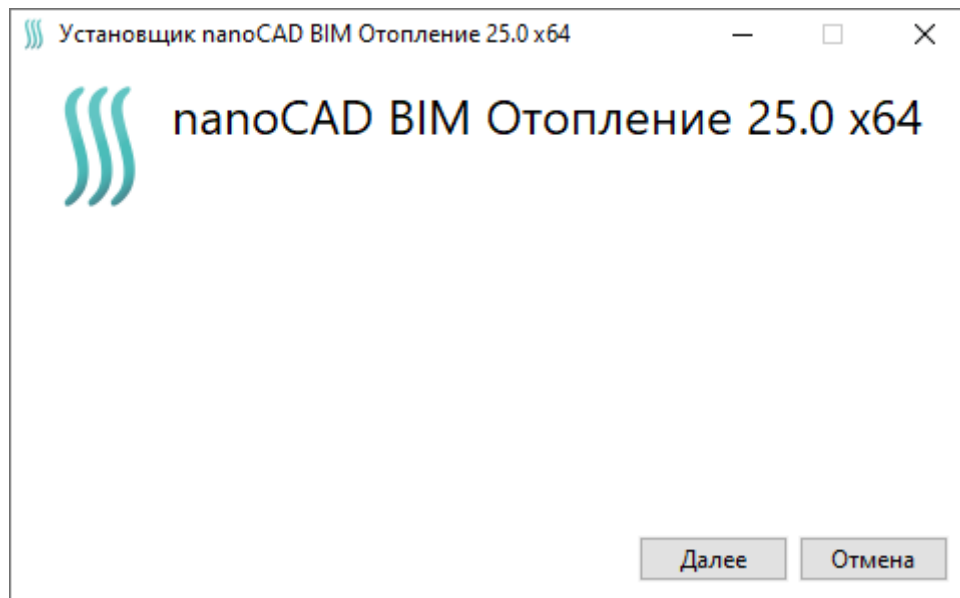 Установщик nanoCAD BIM Отопление 25.0 x64
nanoCAD BIM Отопление 25.0 x64
Далее Отмена